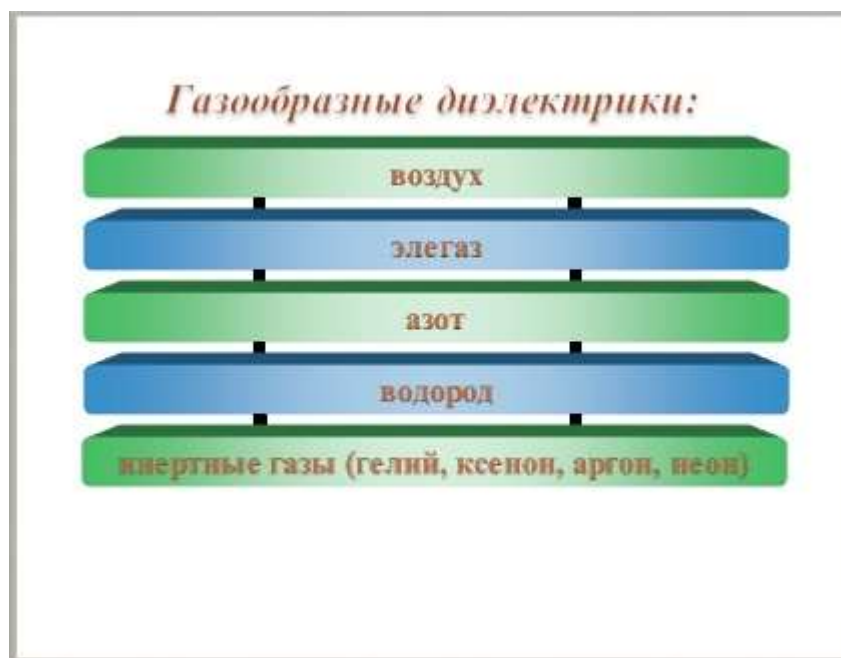 Газообразные диэлектрики:
воздух
элегаз
азот
водород
инертные газы (гелий, ксенон, аргон, неон)